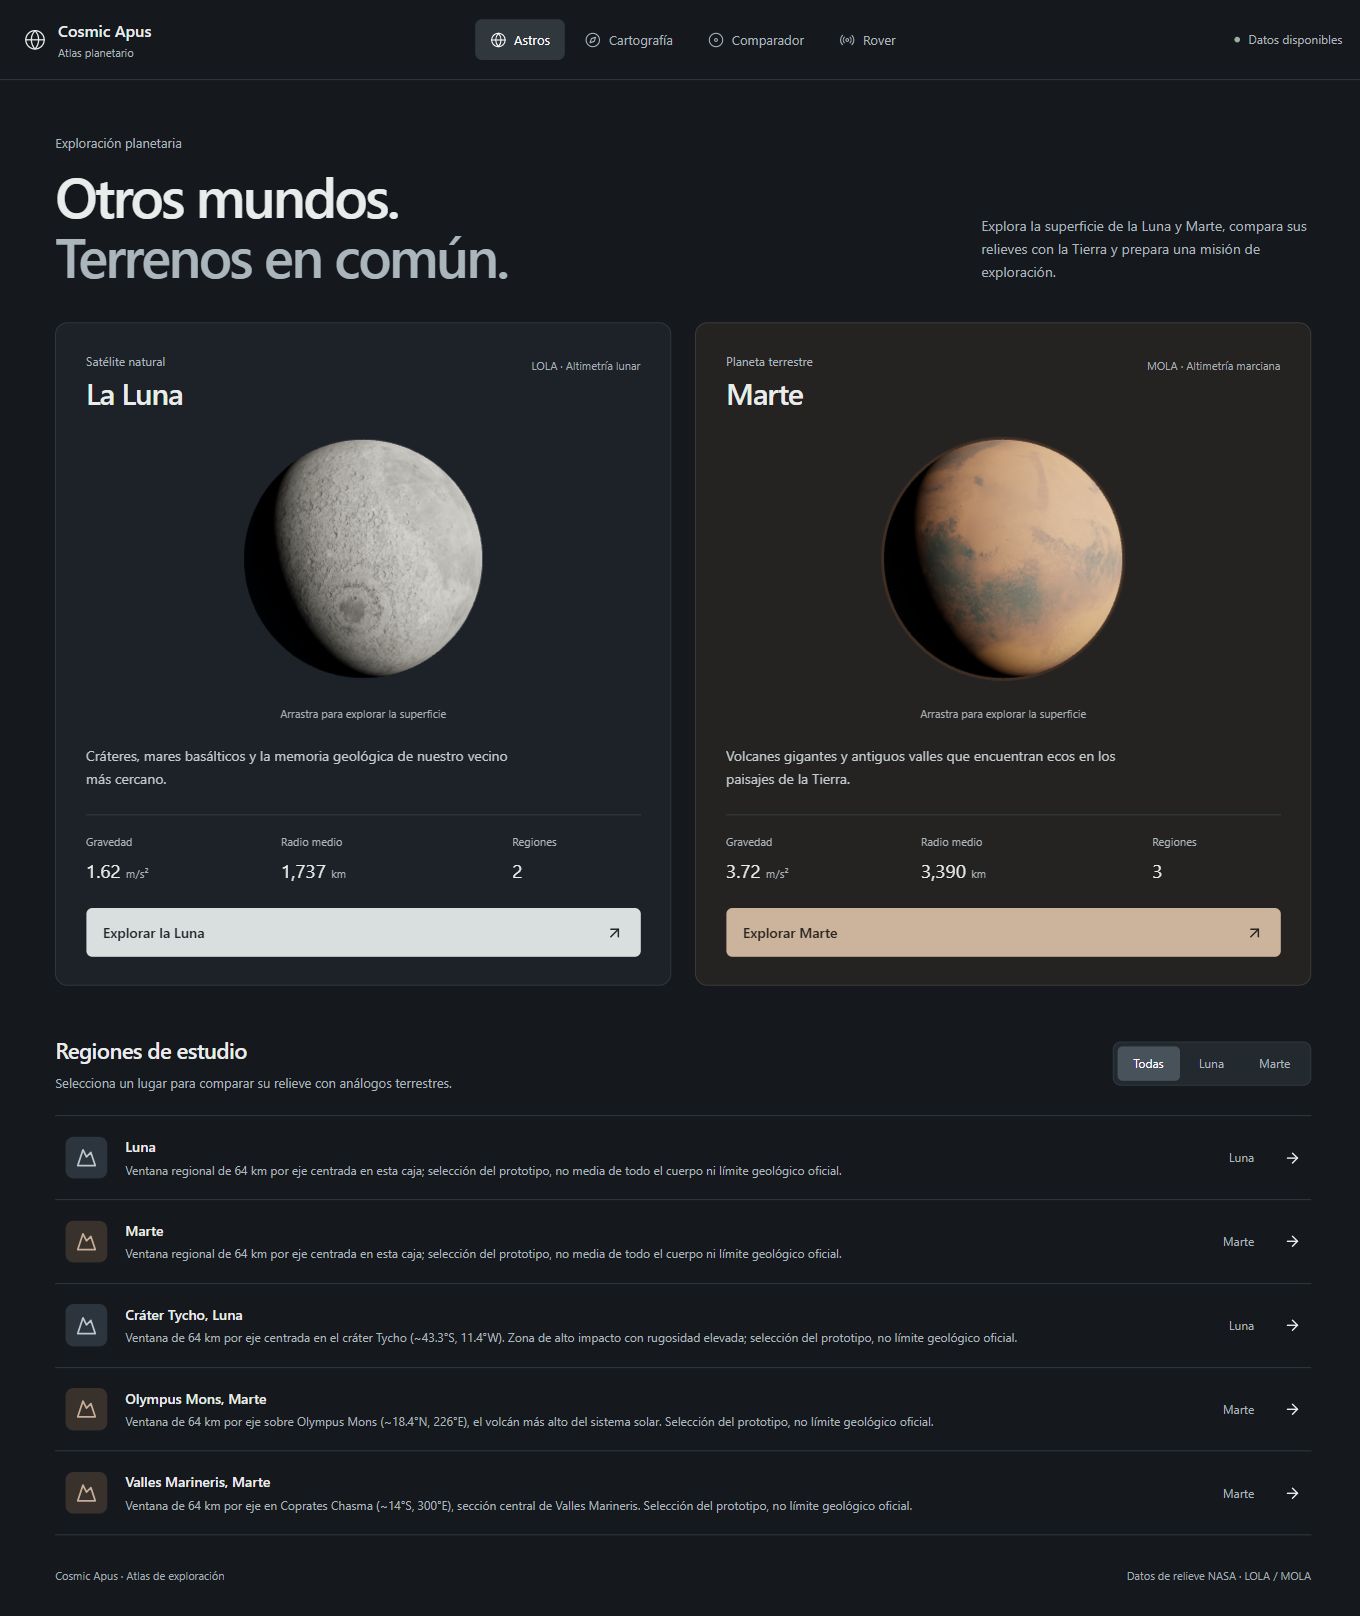 Cosmic Apus
Atlas planetario
Astros
Cartografía
Comparador
Rover
Datos disponibles
Exploración planetaria
Otros mundos.
Terrenos en común.
Explora la superficie de la Luna y Marte, compara sus
relieves con la Tierra y prepara una misión de
exploración.
Satélite natural
La Luna
LOLA · Altimetría lunar
Arrastra para explorar la superficie
Cráteres, mares basálticos y la memoria geológica de nuestro vecino
más cercano.
Gravedad
1.62 m/s²
Radio medio
1,737 km
Regiones
2
Explorar la Luna
Planeta terrestre
Marte
MOLA · Altimetría marciana
Arrastra para explorar la superficie
Volcanes gigantes y antiguos valles que encuentran ecos en los
paisajes de la Tierra.
Gravedad
3.72 m/s²
Radio medio
3,390 km
Regiones
3
Explorar Marte
Regiones de estudio
Selecciona un lugar para comparar su relieve con análogos terrestres.
Todas
Luna
Marte
Luna
Ventana regional de 64 km por eje centrada en esta caja; selección del prototipo, no media de todo el cuerpo ni límite geológico oficial.
Luna
Marte
Ventana regional de 64 km por eje centrada en esta caja; selección del prototipo, no media de todo el cuerpo ni límite geológico oficial.
Marte
Cráter Tycho, Luna
Ventana de 64 km por eje centrada en el cráter Tycho (~43.3°S, 11.4°W). Zona de alto impacto con rugosidad elevada; selección del prototipo, no límite geológico oficial.
Luna
Olympus Mons, Marte
Ventana de 64 km por eje sobre Olympus Mons (~18.4°N, 226°E), el volcán más alto del sistema solar. Selección del prototipo, no límite geológico oficial.
Marte
Valles Marineris, Marte
Ventana de 64 km por eje en Coprates Chasma (~14°S, 300°E), sección central de Valles Marineris. Selección del prototipo, no límite geológico oficial.
Marte
Cosmic Apus · Atlas de exploración
Datos de relieve NASA · LOLA / MOLA